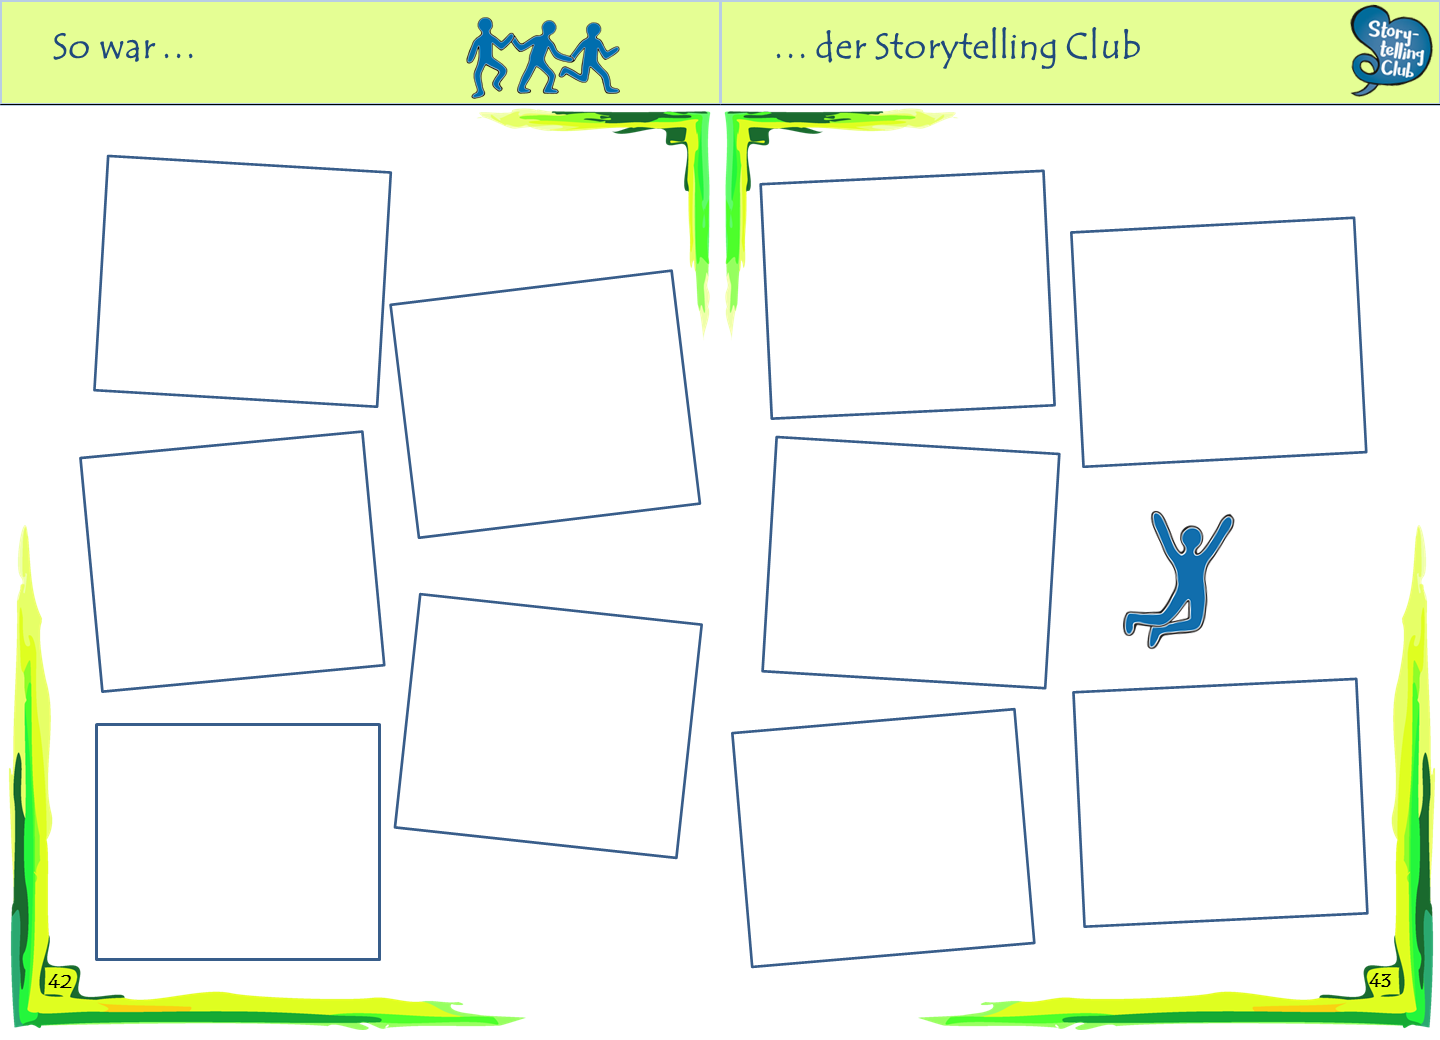 So war …
… der Storytelling Club
Story-
telling
Club
42
43